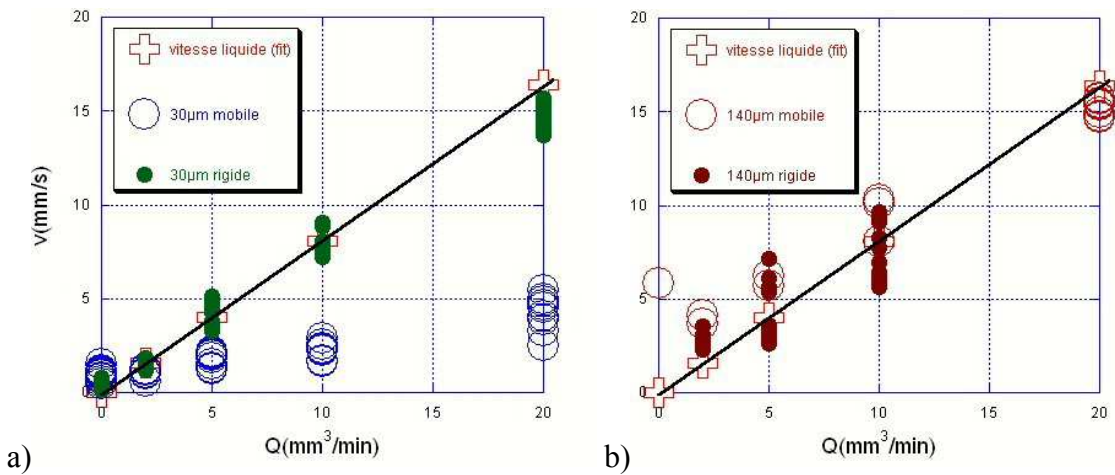 20
15
10
5
0
v(mm/s)
vitesse liquide (fit)
30µm mobile
30µm rigide
0
5
10
15
20
Q(mm³/min)
a)
20
15
10
5
0
vitesse liquide (fit)
140µm mobile
140µm rigide
0
5
10
15
20
Q(mm³/min)
b)